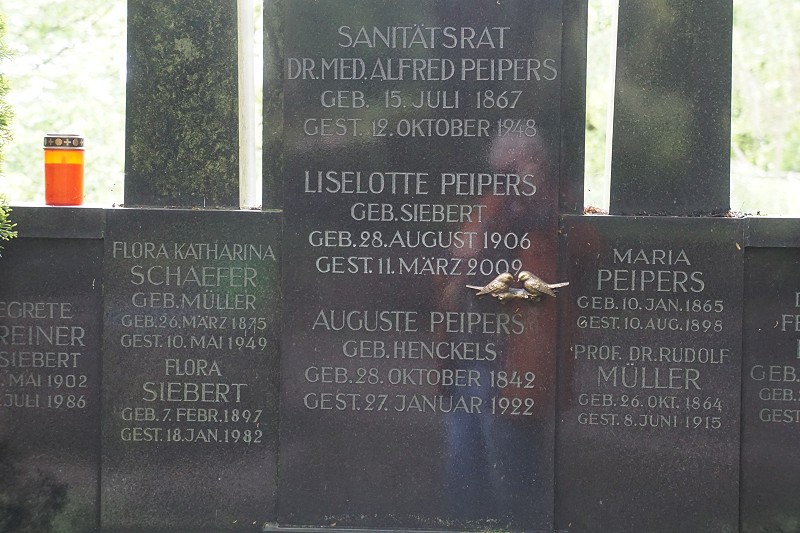 SANITÄTSRAT
DR.MED.ALFRED PEIPERS
GEB. 15. JULI 1867
GEST. 12. OKTOBER 1948
LISELOTTE PEIPERS
GEB. SIEBERT
GEB. 28. AUGUST 1906
GEST. 11. MÄRZ 2009
AUGUSTE PEIPERS
GEB. HENCKELS
GEB. 28. OKTOBER 1842
GEST. 27. JANUAR 1922
FLORA KATHARINA
SCHAEFER
GEB. MÜLLER
GEB. 26. MÄRZ 1875
GEST. 10. MAI 1949
FLORA
SIEBERT
GEB. 7. FEBR. 1897
GEST. 18. JAN. 1982
EGRETE
REINER
SIEBERT
MAI 1902
JULI 1986
MARIA
PEIPERS
GEB. 10. JAN. 1865
GEST. 10. AUG. 1898
PROF. DR. RUDOLF
MÜLLER
GEB. 26. OKT. 1864
GEST. 8. JUNI 1915
GEB.
GEST.